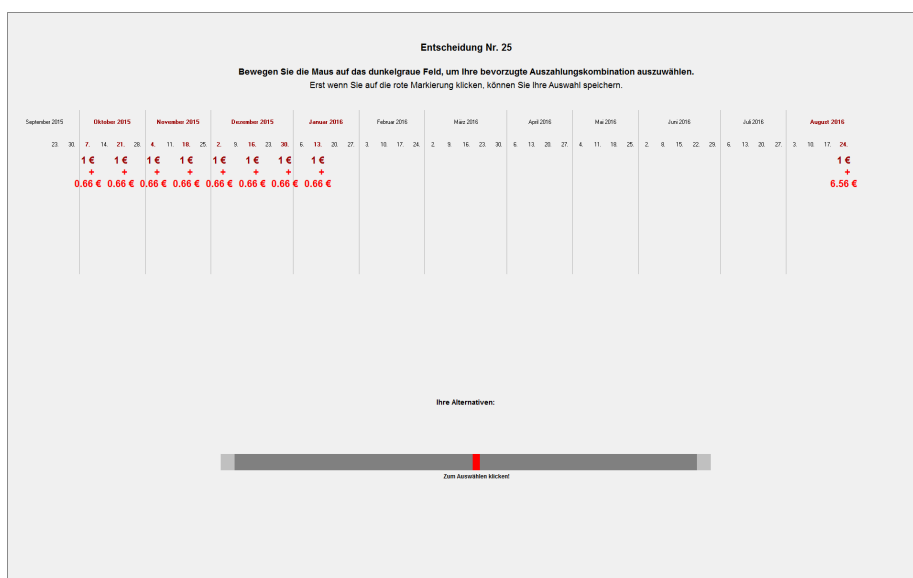 Entscheidung Nr. 25
Bewegen Sie die Maus auf das dunkelgraue Feld, um Ihre bevorzugte Auszahlungskombination auszuwählen.
Erst wenn Sie auf die rote Markierung klicken, können Sie Ihre Auswahl speichern.
September 2015 Oktober 2015 November 2015 Dezember 2015 Januar 2016 Februar 2016 März 2016 April 2016 Mai 2016 Juni 2016 Juli 2016 August 2016
23. 30. 7. 14. 21. 28. 4. 11. 18. 25. 2. 9. 16. 23. 30. 6. 13. 20. 27. 3. 10. 17. 24. 2. 9. 16. 23. 30. 6. 13. 20. 27. 4. 11. 18. 25. 2. 8. 15. 22. 29. 6. 13. 20. 27. 3. 10. 17. 24.
1 € 1 € 1 € 1 € 1 € 1 € 1 € 1 € 1 €
+ + + + + + + + +
0.66 € 0.66 € 0.66 € 0.66 € 0.66 € 0.66 € 0.66 € 0.66 € 6.56 €
Ihre Alternativen:
Zum Auswählen klicken!